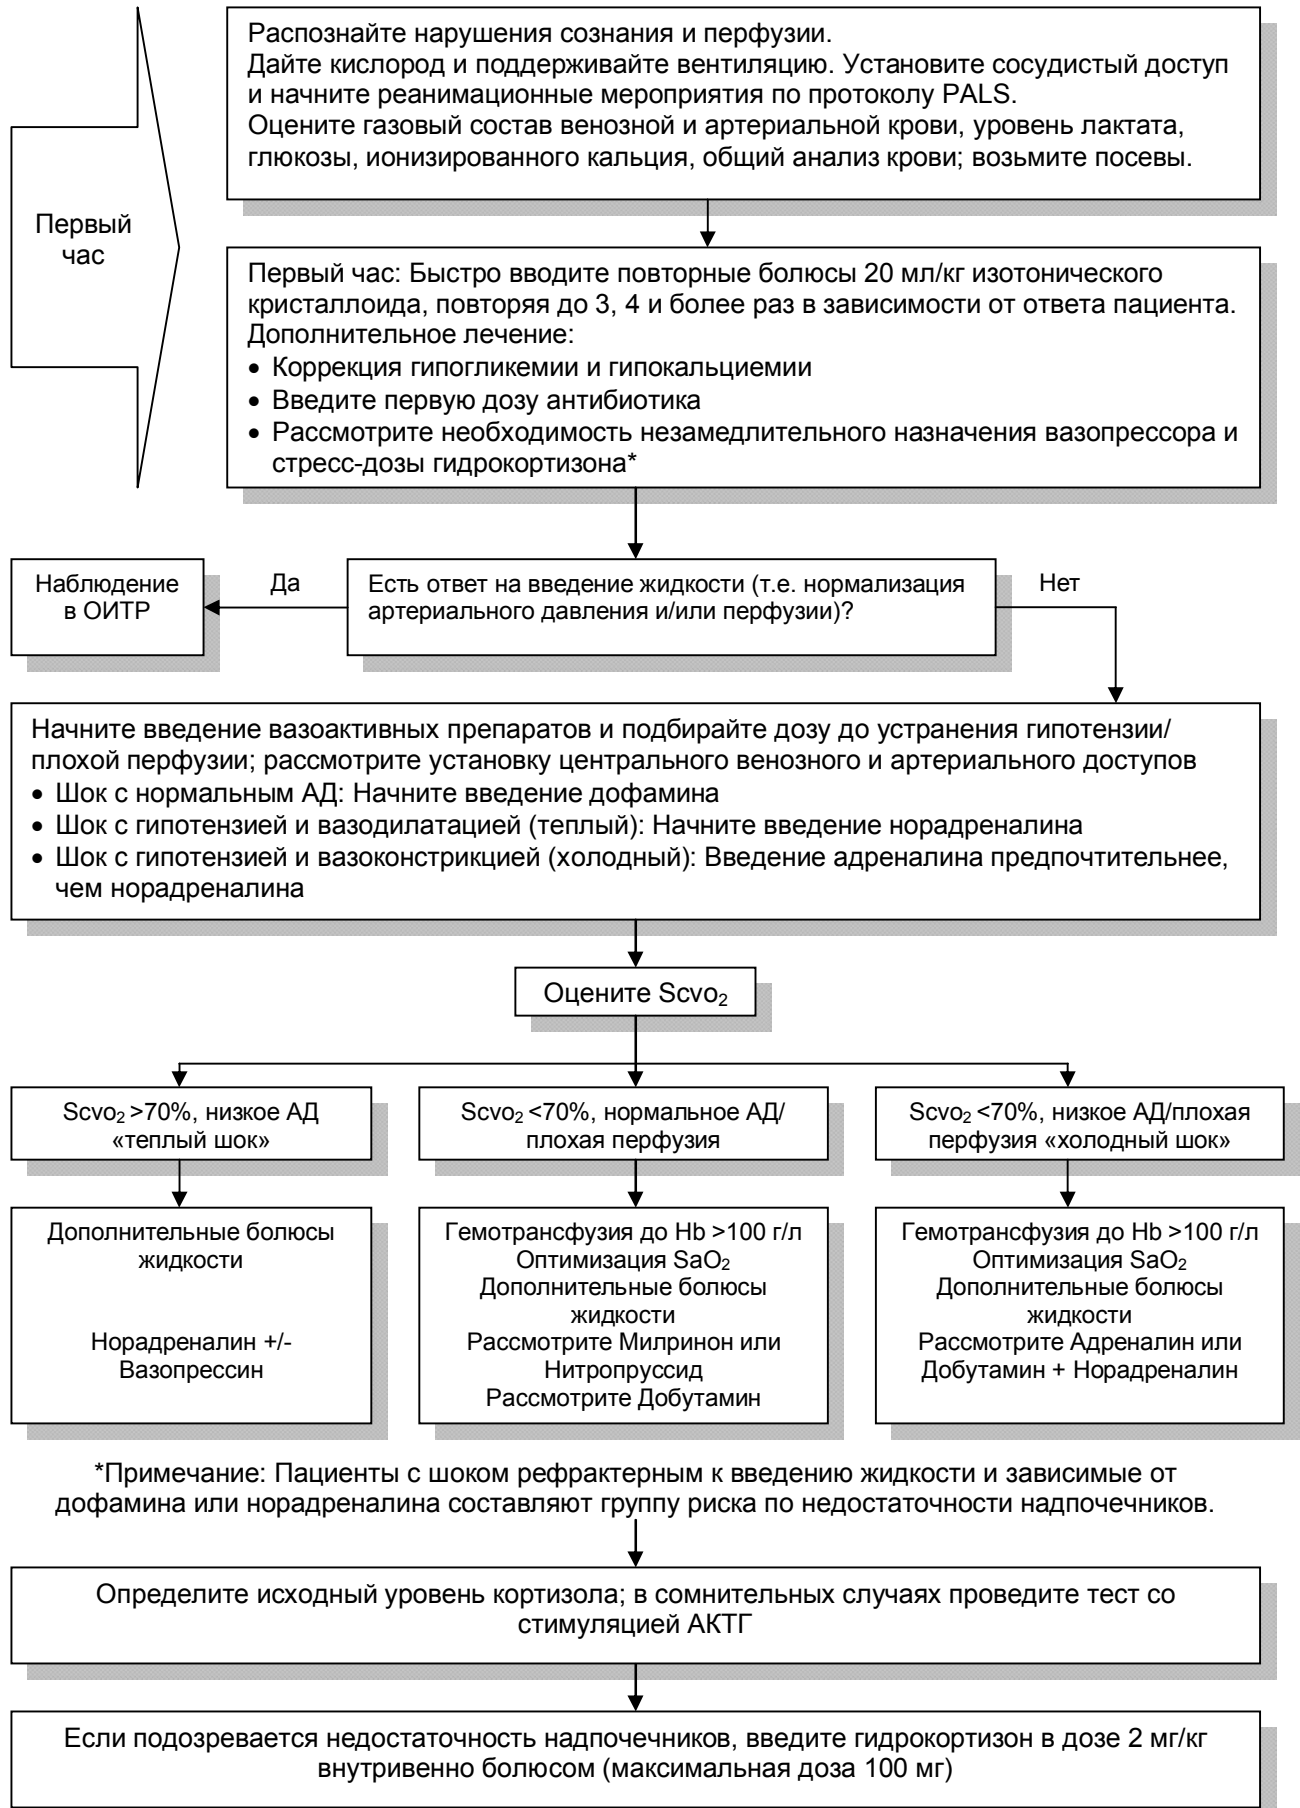 Распознайте нарушения сознания и перфузии.
Дайте кислород и поддерживайте вентиляцию. Установите сосудистый доступ
и начните реанимационные мероприятия по протоколу PALS.
Оцените газовый состав венозной и артериальной крови, уровень лактата,
глюкозы, ионизированного кальция, общий анализ крови; возьмите посевы.
Первый
час
Первый час: Быстро вводите повторные болюсы 20 мл/кг изотонического
кристаллоида, повторяя до 3, 4 и более раз в зависимости от ответа пациента.
Дополнительное лечение:
• Коррекция гипогликемии и гипокальциемии
• Введите первую дозу антибиотика
• Рассмотрите необходимость незамедлительного назначения вазопрессора и
стресс-дозы гидрокортизона*
Наблюдение
в ОИТР
Да
Есть ответ на введение жидкости (т.е. нормализация
артериального давления и/или перфузии)?
Нет
Начните введение вазоактивных препаратов и подбирайте дозу до устранения гипотензии/
плохой перфузии; рассмотрите установку центрального венозного и артериального доступов
• Шок с нормальным АД: Начните введение дофамина
• Шок с гипотензией и вазодилатацией (теплый): Начните введение норадреналина
• Шок с гипотензией и вазоконстрикцией (холодный): Введение адреналина предпочтительнее,
чем норадреналина
Оцените Scvo₂
Scvo₂ >70%, низкое АД
«теплый шок»
Scvo₂ <70%, нормальное АД/
плохая перфузия
Scvo₂ <70%, низкое АД/плохая
перфузия «холодный шок»
Дополнительные болюсы
жидкости
Норадреналин +/-
Вазопрессин
Гемотрансфузия до Hb >100 г/л
Оптимизация SaO₂
Дополнительные болюсы
жидкости
Рассмотрите Милринон или
Нитропруссид
Рассмотрите Добутамин
Гемотрансфузия до Hb >100 г/л
Оптимизация SaO₂
Дополнительные болюсы
жидкости
Рассмотрите Адреналин или
Добутамин + Норадреналин
*Примечание: Пациенты с шоком рефрактерным к введению жидкости и зависимые от
дофамина или норадреналина составляют группу риска по недостаточности надпочечников.
Определите исходный уровень кортизола; в сомнительных случаях проведите тест со
стимуляцией АКТГ
Если подозревается недостаточность надпочечников, введите гидрокортизон в дозе 2 мг/кг
внутривенно болюсом (максимальная доза 100 мг)